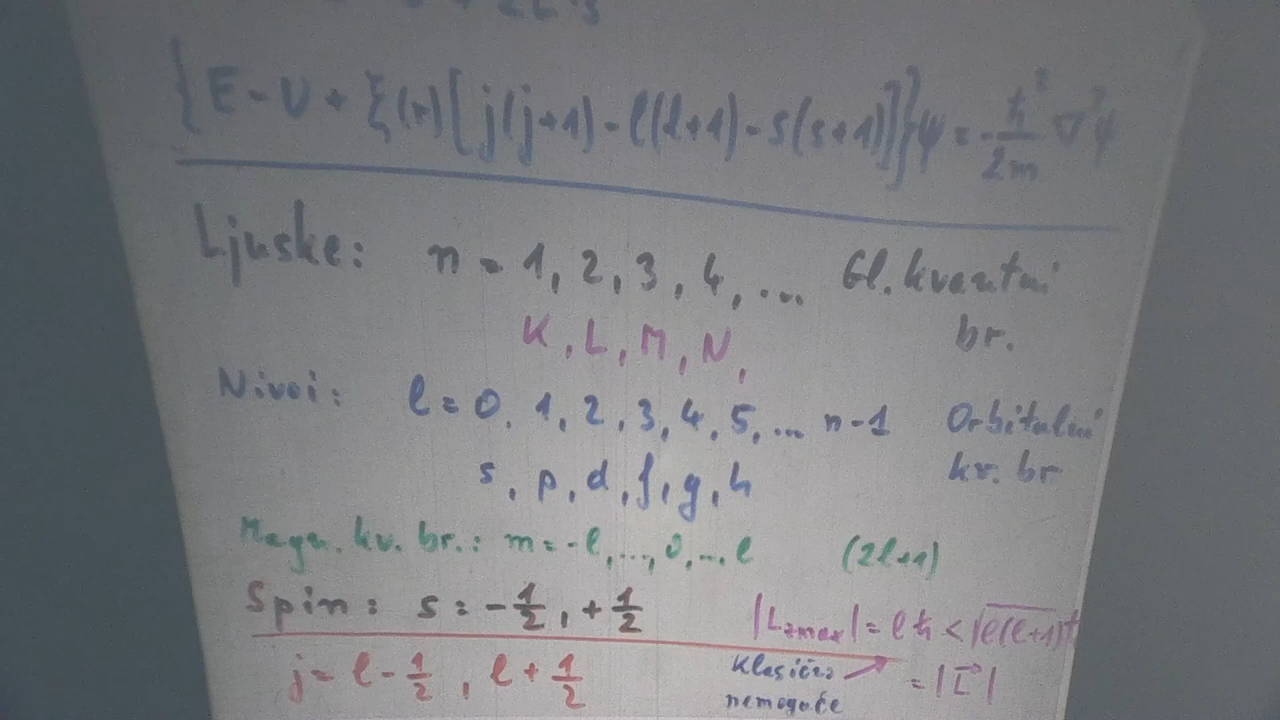 {E - U + ξ(r)[j(j+1) - l(l+1) - s(s+1)]}ψ = -ħ²/2m ∇²ψ
Ljuske: n = 1, 2, 3, 4, ... Gl. kvantni
K, L, M, N, br.
Nivoi: l = 0, 1, 2, 3, 4, 5, ... n-1 Orbitalni
s, p, d, f, g, h kv. br
Magn. kv. br.: m = -l, ..., 0, ... l (2l+1)
Spin: s = -1/2, +1/2 |Lzmax| = lħ < √l(l+1) ħ
j = l - 1/2, l + 1/2 Klasično = |L⃗|
nemoguće